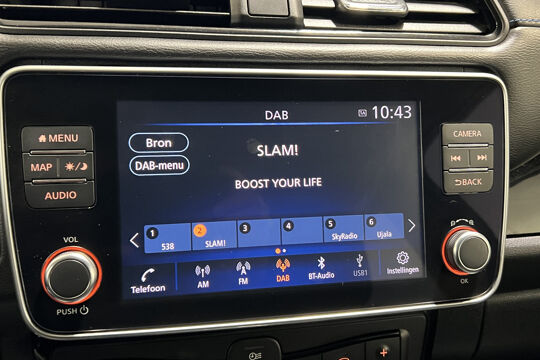 DAB
TA 10:43
MENU
MAP
AUDIO
VOL
PUSH
Bron
DAB-menu
SLAM!
BOOST YOUR LIFE
1 2 3 4 5 6
538 SLAM! SkyRadio Ujala
Telefoon AM FM DAB BT-Audio USB1 Instellingen
CAMERA
BACK
OK